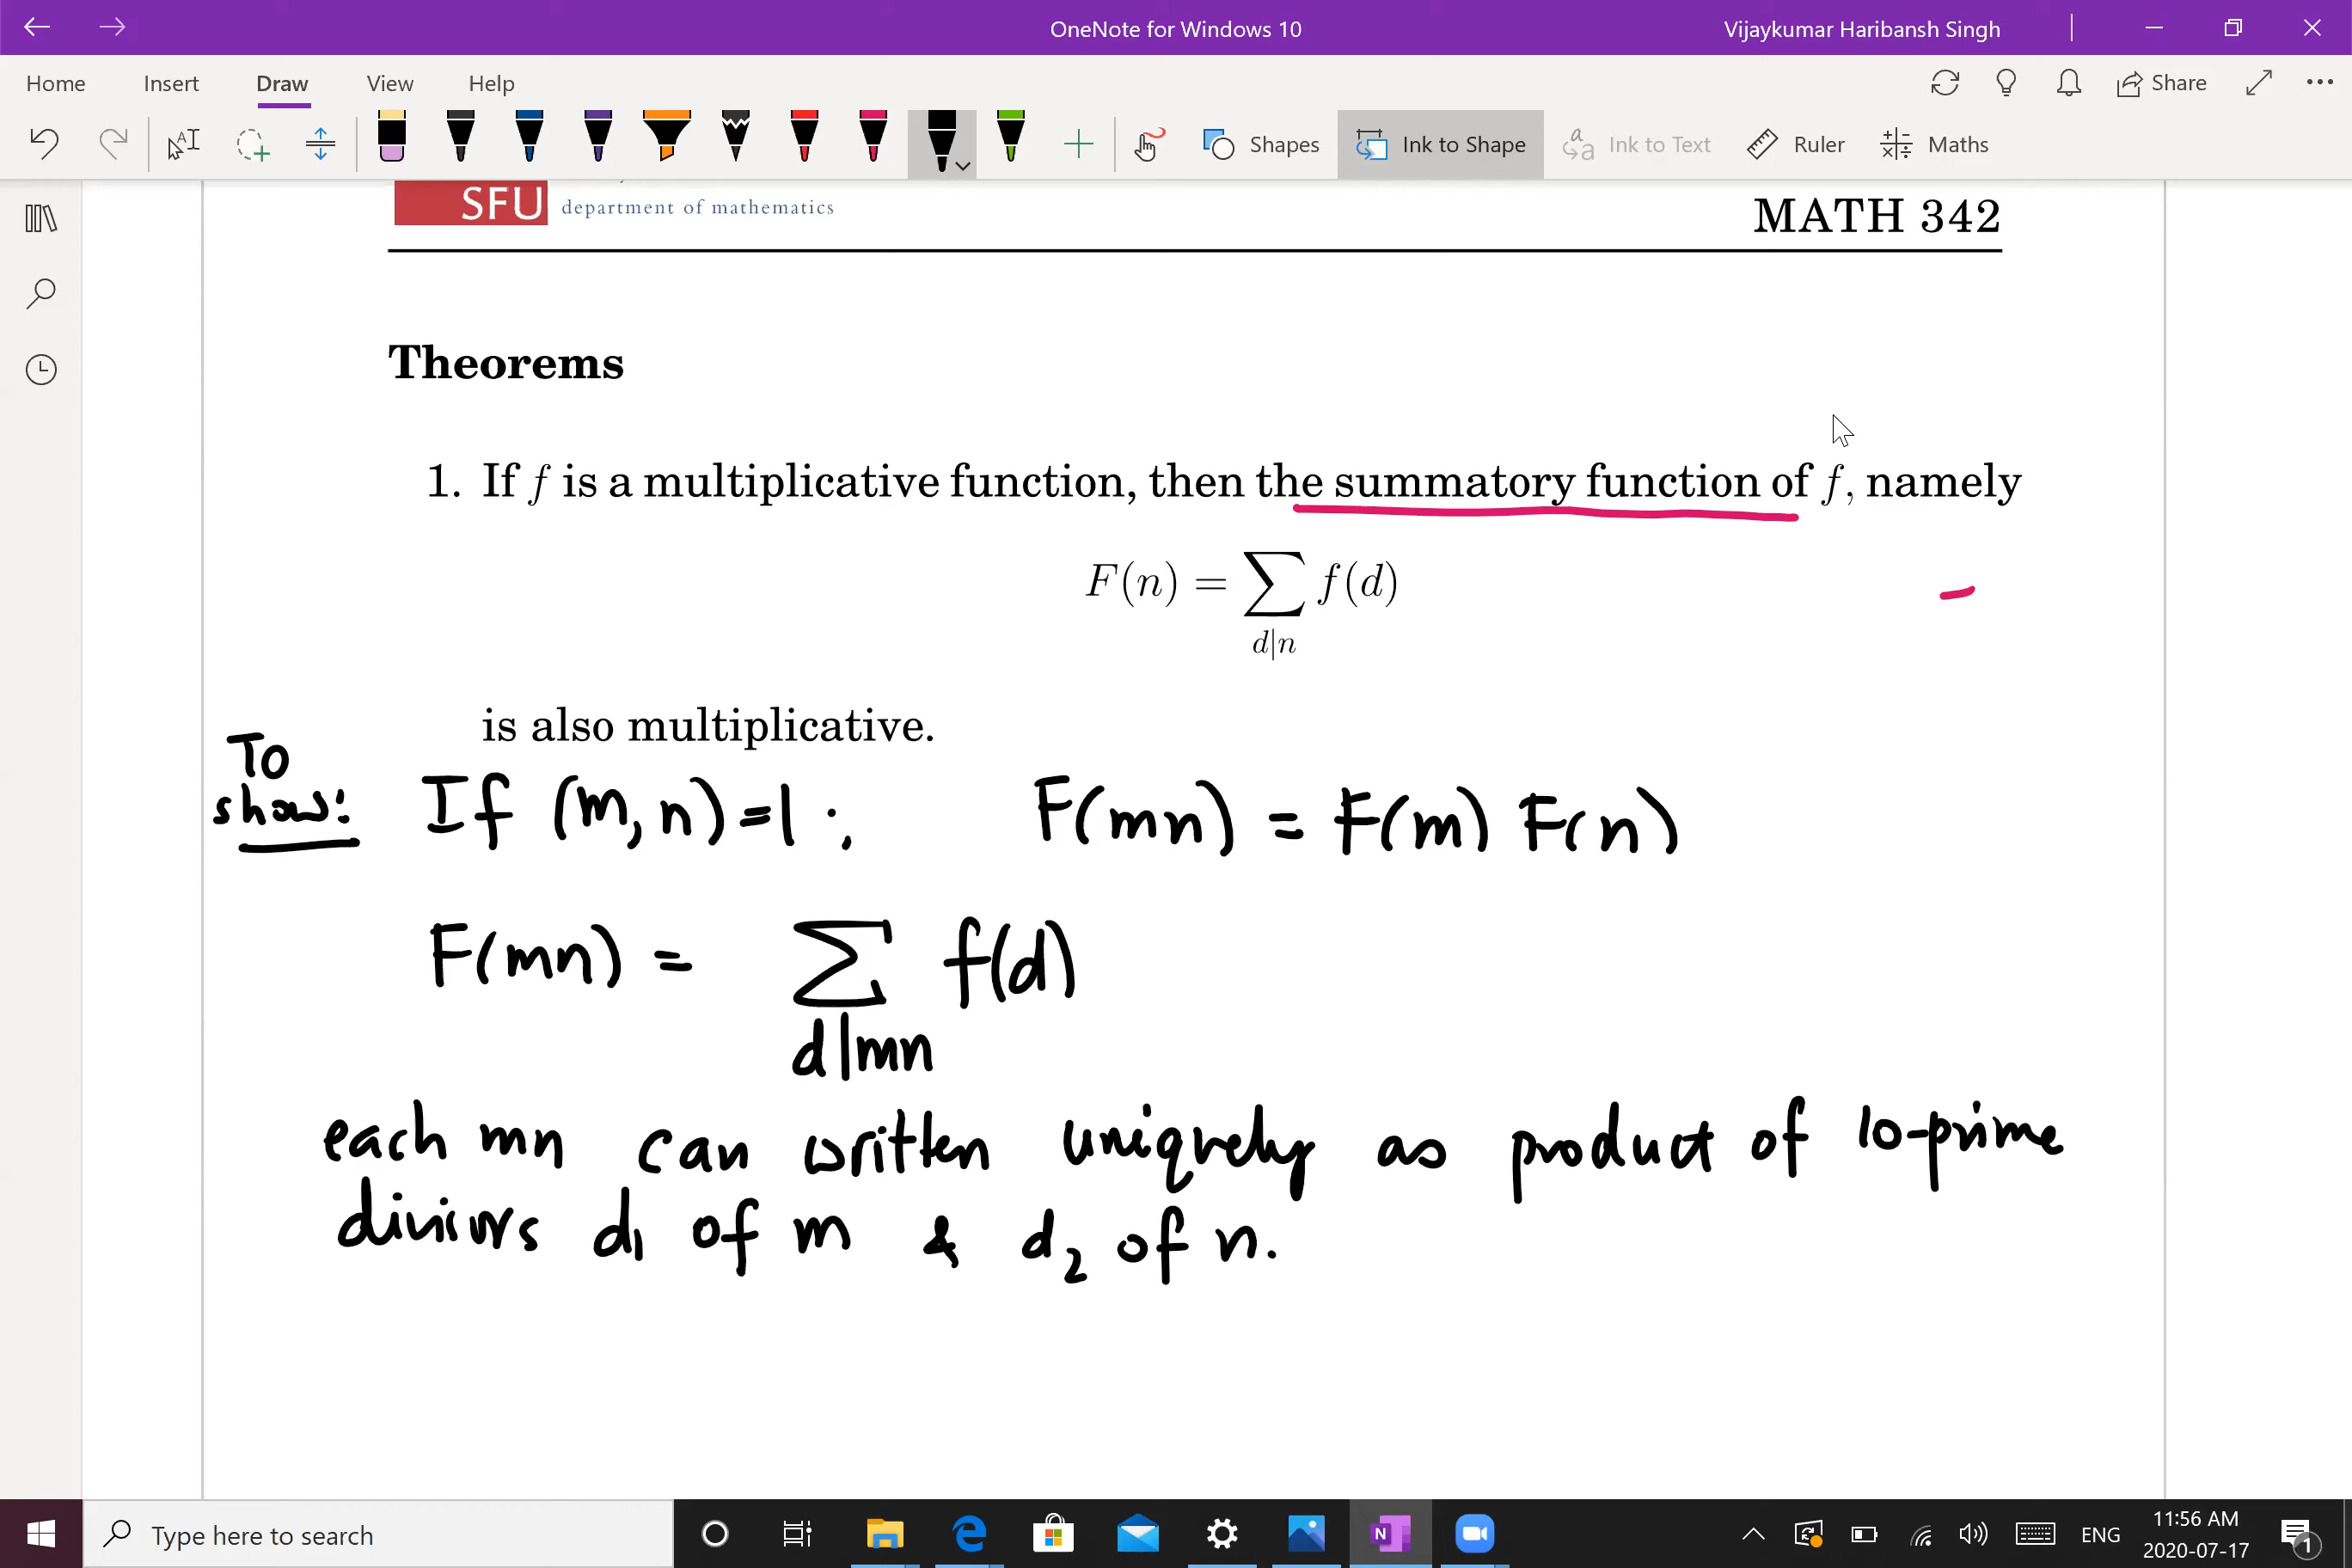 OneNote for Windows 10
Vijaykumar Haribansh Singh
Home Insert Draw View Help
Share
Shapes Ink to Shape Ink to Text Ruler Maths
SFU department of mathematics
MATH 342
Theorems
1. If f is a multiplicative function, then the summatory function of f, namely
F(n) = ∑ f(d)
d|n
is also multiplicative.
To show: If (m, n) = 1 ; F(mn) = F(m) F(n)
F(mn) = ∑ f(d)
d|mn
each mn can written uniquely as product of co-prime
divisors d₁ of m & d₂ of n.
Type here to search
ENG
11:56 AM
2020-07-17
1